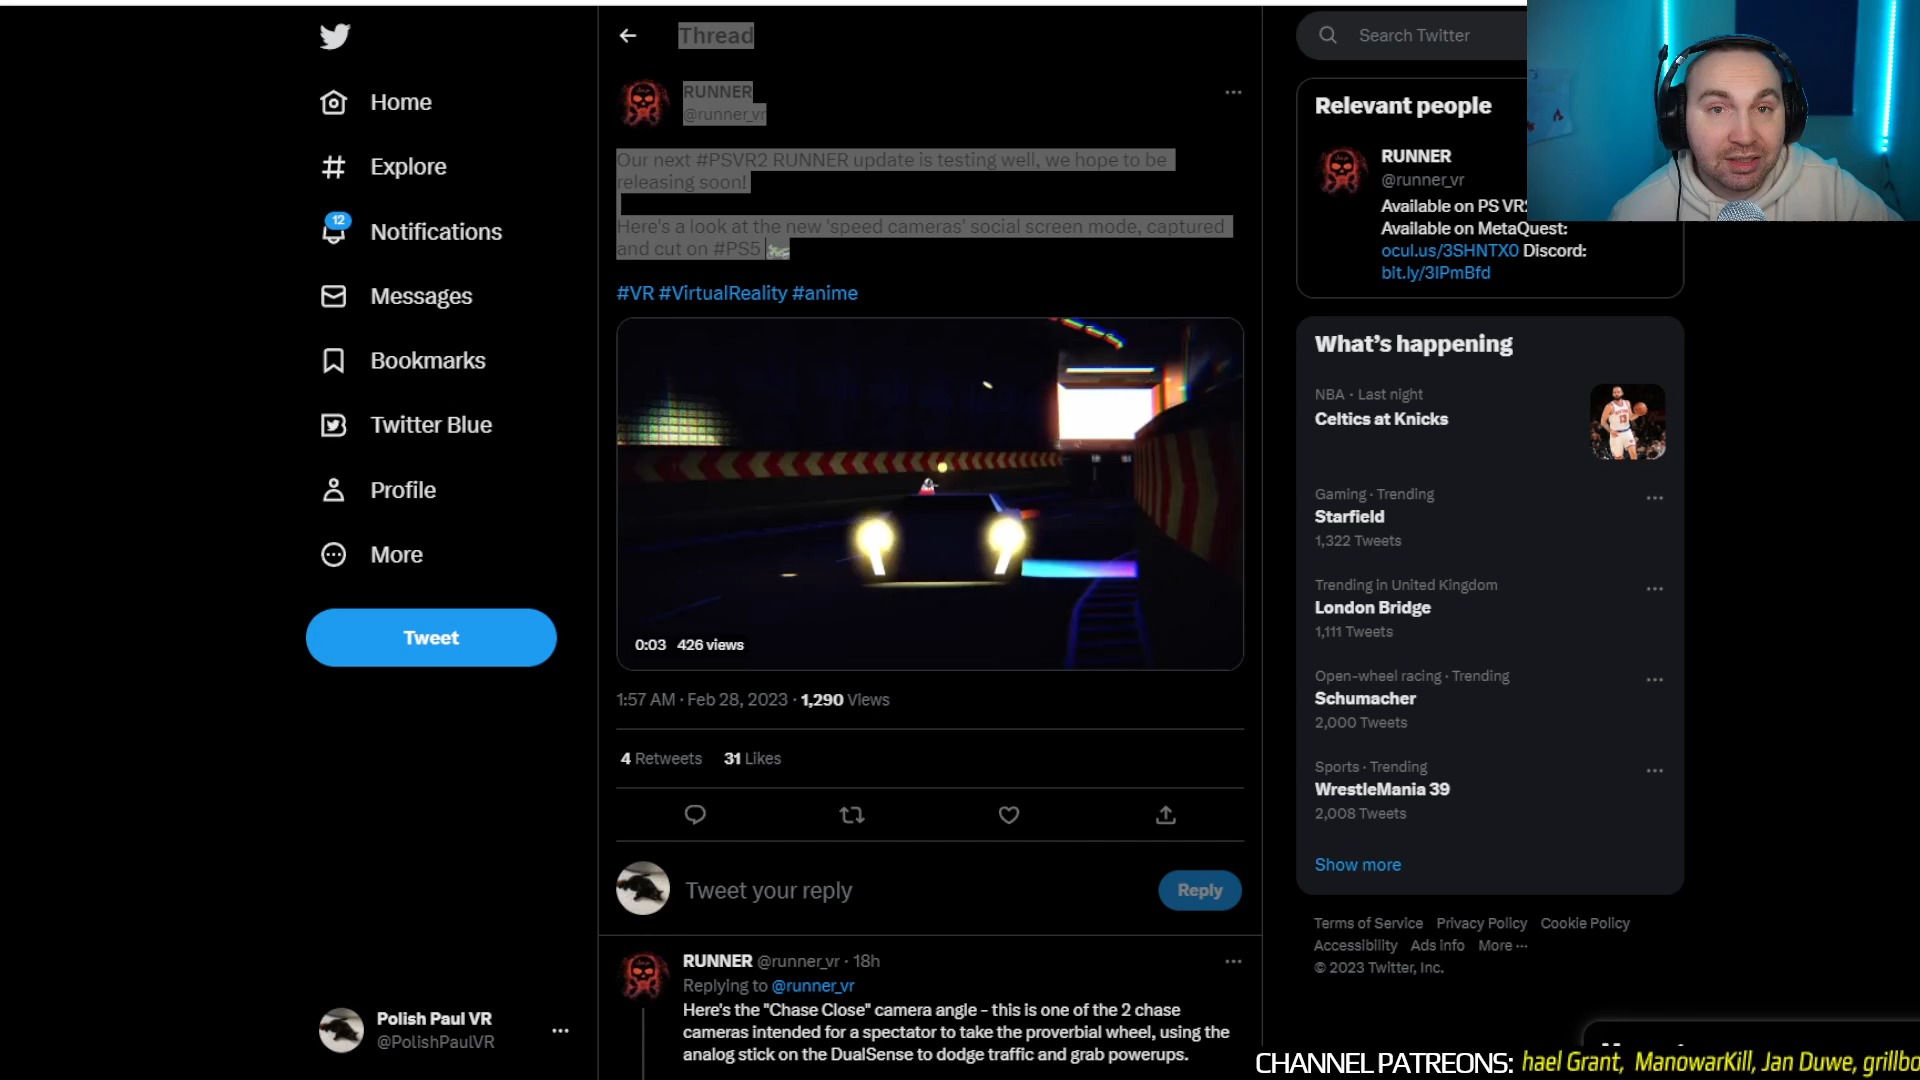 Home
Explore
12
Notifications
Messages
Bookmarks
Twitter Blue
Profile
More
Tweet
Polish Paul VR
@PolishPaulVR
Thread
RUNNER
@runner_vr
Our next #PSVR2 RUNNER update is testing well, we hope to be
releasing soon!
Here's a look at the new 'speed cameras' social screen mode, captured
and cut on #PS5
#VR #VirtualReality #anime
0:03 426 views
1:57 AM · Feb 28, 2023 · 1,290 Views
4 Retweets 31 Likes
Tweet your reply
Reply
RUNNER @runner_vr · 18h
Replying to @runner_vr
Here's the "Chase Close" camera angle - this is one of the 2 chase
cameras intended for a spectator to take the proverbial wheel, using the
analog stick on the DualSense to dodge traffic and grab powerups.
Search Twitter
Relevant people
RUNNER
@runner_vr
Available on PS VR2
Available on MetaQuest:
ocul.us/3SHNTX0 Discord:
bit.ly/3IPmBfd
What's happening
NBA · Last night
Celtics at Knicks
Gaming · Trending
Starfield
1,322 Tweets
Trending in United Kingdom
London Bridge
1,111 Tweets
Open-wheel racing · Trending
Schumacher
2,000 Tweets
Sports · Trending
WrestleMania 39
2,008 Tweets
Show more
Terms of Service Privacy Policy Cookie Policy
Accessibility Ads info More ···
© 2023 Twitter, Inc.
CHANNEL PATREONS: hael Grant, ManowarKill, Jan Duwe, grillbo